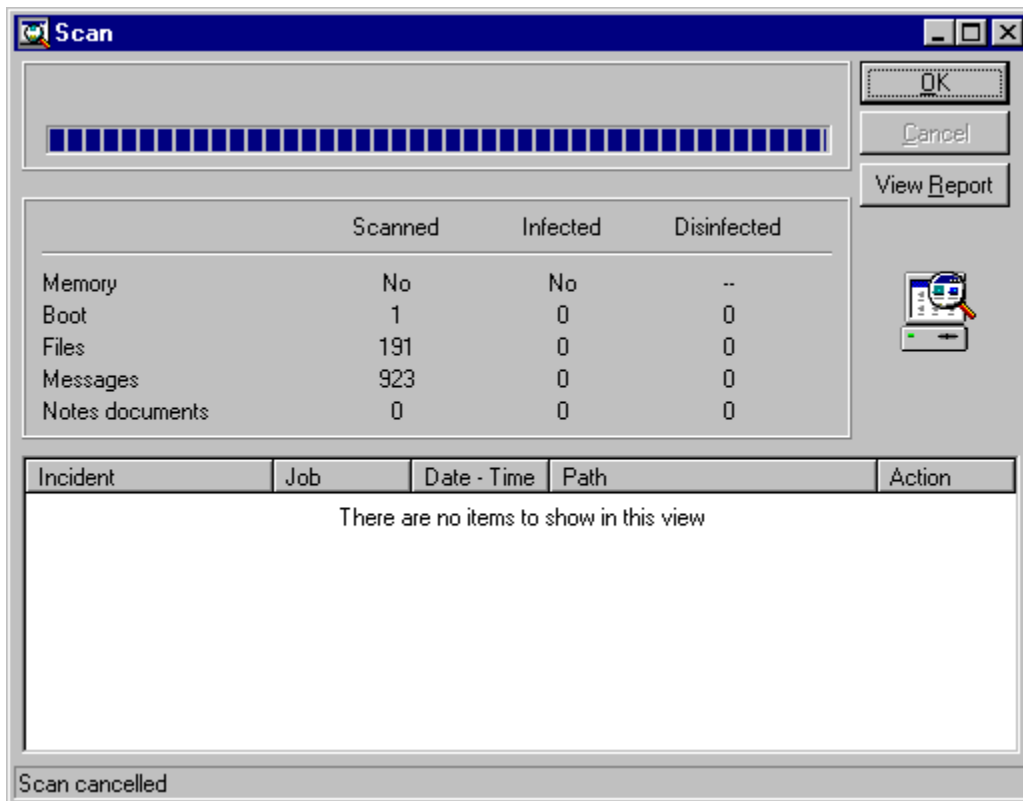 Scan
OK
Cancel
View Report
Scanned Infected Disinfected
Memory No No --
Boot 1 0 0
Files 191 0 0
Messages 923 0 0
Notes documents 0 0 0
Incident Job Date - Time Path Action
There are no items to show in this view
Scan cancelled